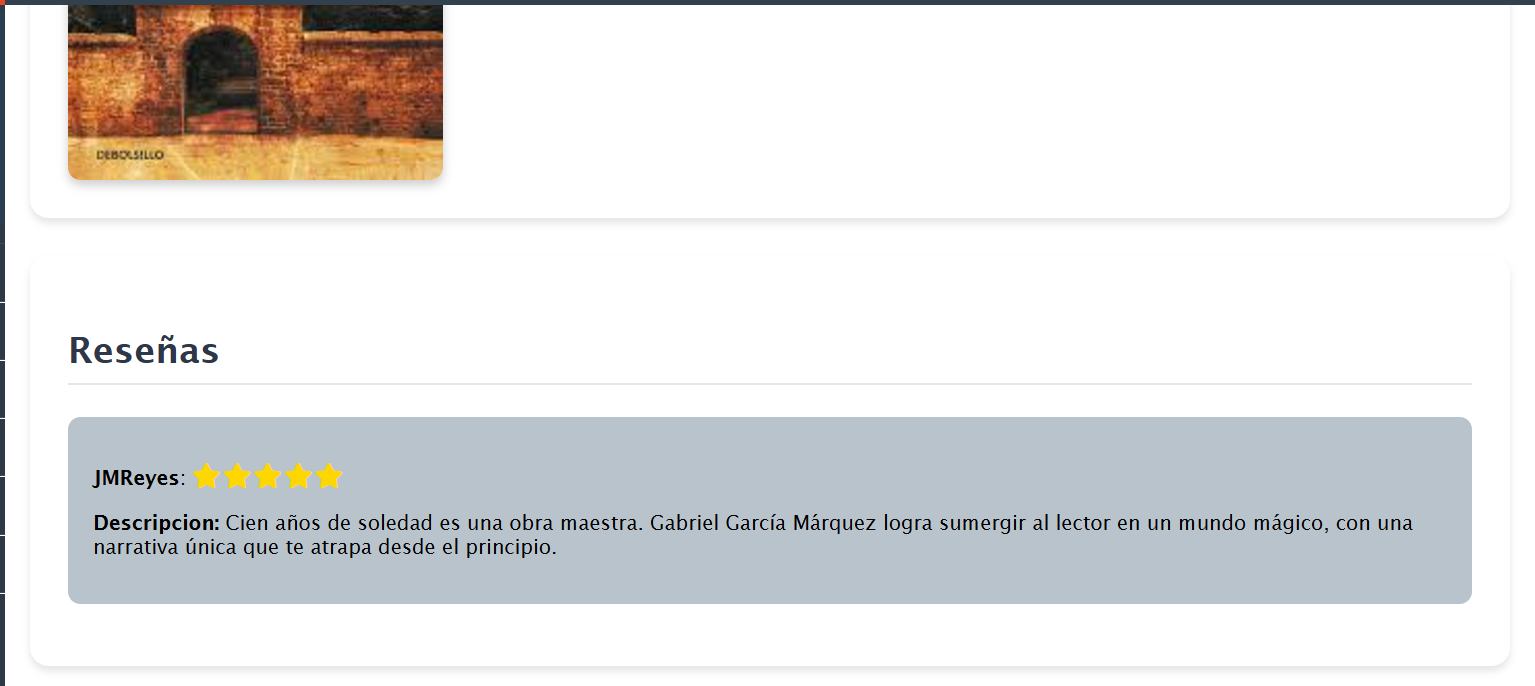 DEBOLSILLO
Reseñas
JMReyes:
Descripcion: Cien años de soledad es una obra maestra. Gabriel García Márquez logra sumergir al lector en un mundo mágico, con una
narrativa única que te atrapa desde el principio.